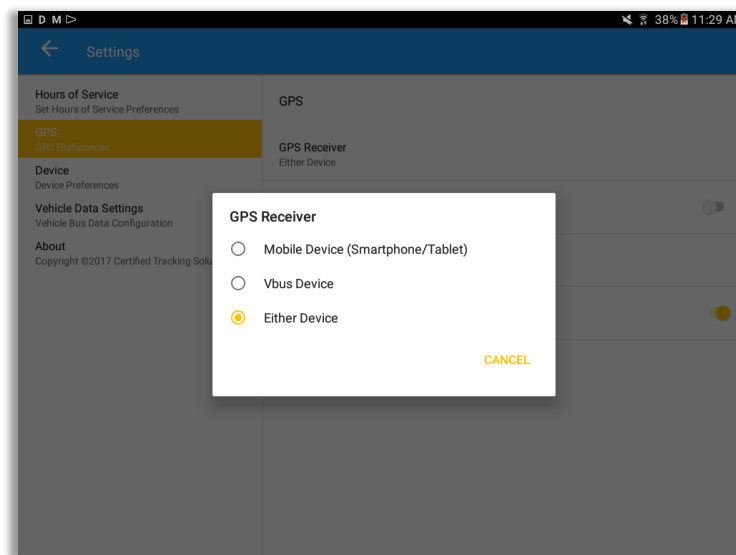 D M
38% 11:29 AM
Settings
Hours of Service
Set Hours of Service Preferences
GPS
GPS Preferences
Device
Device Preferences
Vehicle Data Settings
Vehicle Bus Data Configuration
About
Copyright ©2017 Certified Tracking Solu
GPS
GPS Receiver
Either Device
GPS Receiver
Mobile Device (Smartphone/Tablet)
Vbus Device
Either Device
CANCEL